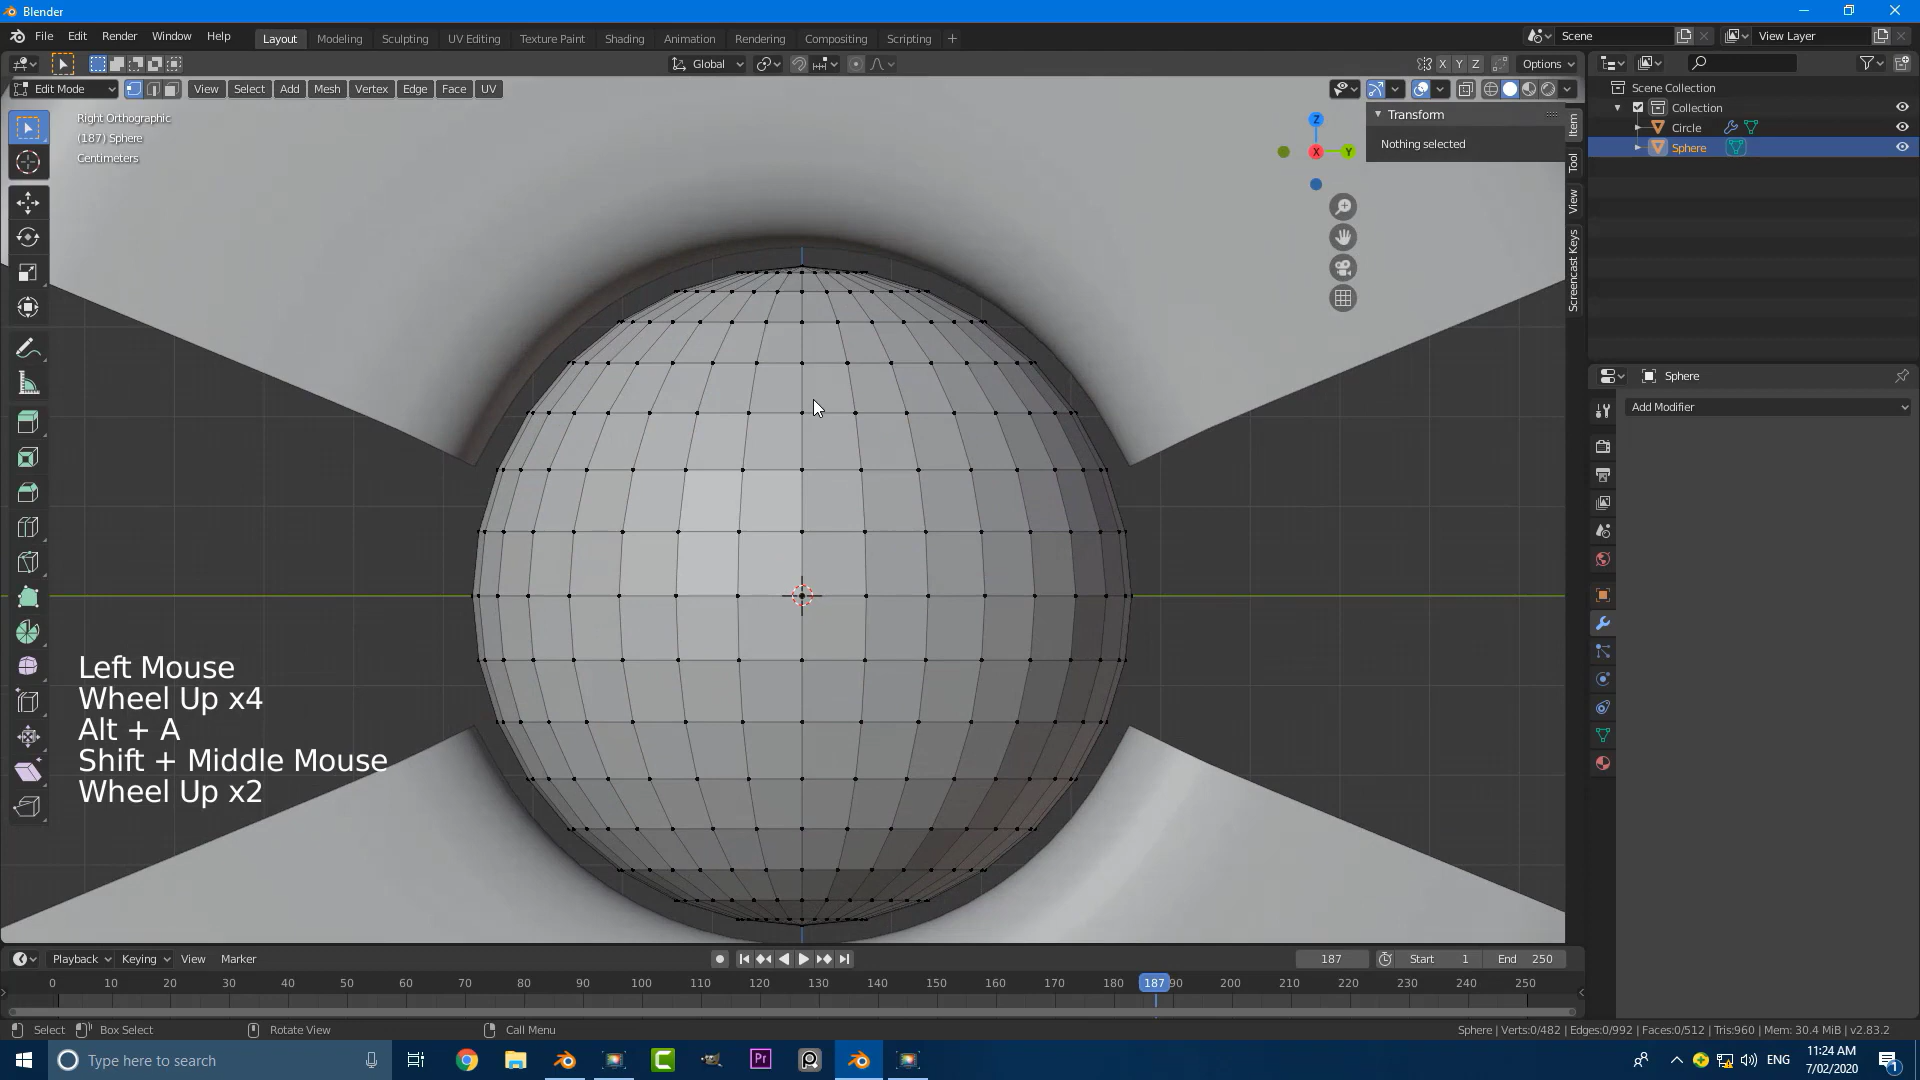 Blender
File Edit Render Window Help
Layout Modeling Sculpting UV Editing Texture Paint Shading Animation Rendering Compositing Scripting +
Scene View Layer
Global X Y Z Options
Edit Mode View Select Add Mesh Vertex Edge Face UV
Right Orthographic
(187) Sphere
Centimeters
Z
X Y
Transform
Nothing selected
Item
Tool
View
Screencast Keys
Scene Collection
Collection
Circle
Sphere
Sphere
Add Modifier
Left Mouse
Wheel Up x4
Alt + A
Shift + Middle Mouse
Wheel Up x2
Playback Keying View Marker 187 Start 1 End 250
0 10 20 30 40 50 60 70 80 90 100 110 120 130 140 150 160 170 180 187 90 200 210 220 230 240 250
Select Box Select Rotate View Call Menu Sphere | Verts:0/482 | Edges:0/992 | Faces:0/512 | Tris:960 | Mem: 30.4 MiB | v2.83.2
Type here to search Pr ENG 11:24 AM
7/02/2020 1